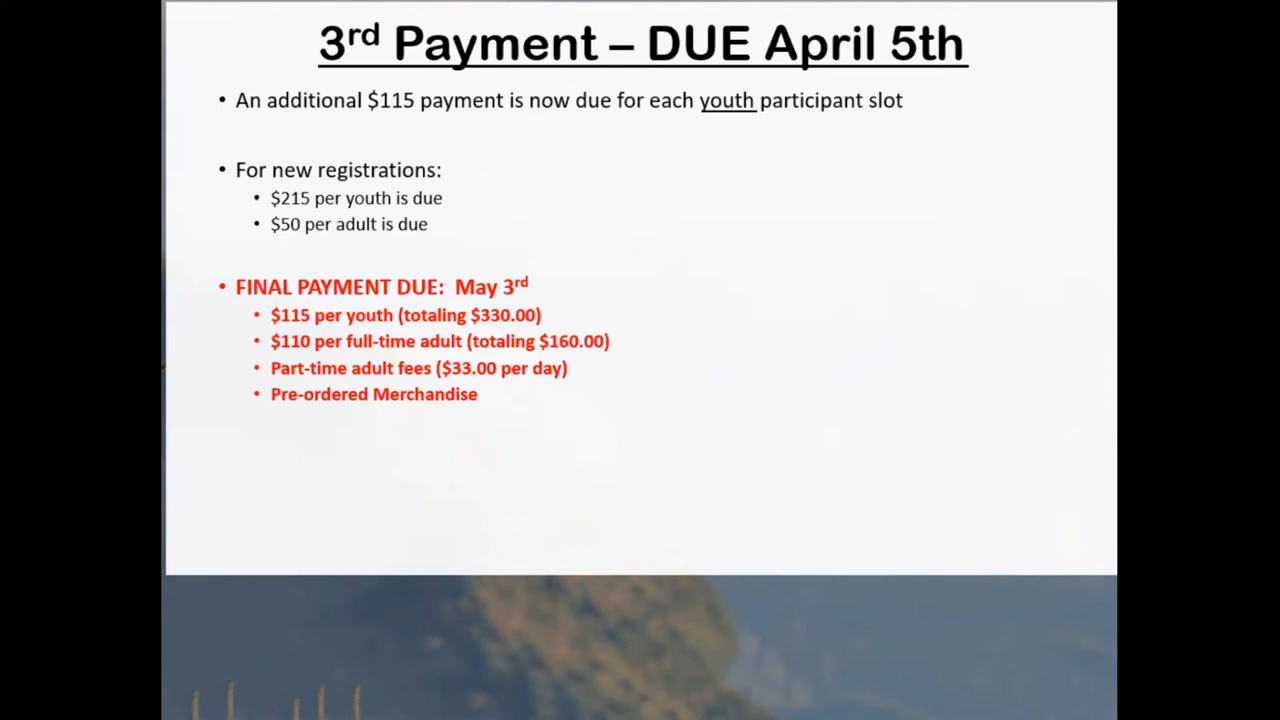 3rd Payment – DUE April 5th
• An additional $115 payment is now due for each youth participant slot
• For new registrations:
• $215 per youth is due
• $50 per adult is due
• FINAL PAYMENT DUE:  May 3rd
• $115 per youth (totaling $330.00)
• $110 per full-time adult (totaling $160.00)
• Part-time adult fees ($33.00 per day)
• Pre-ordered Merchandise